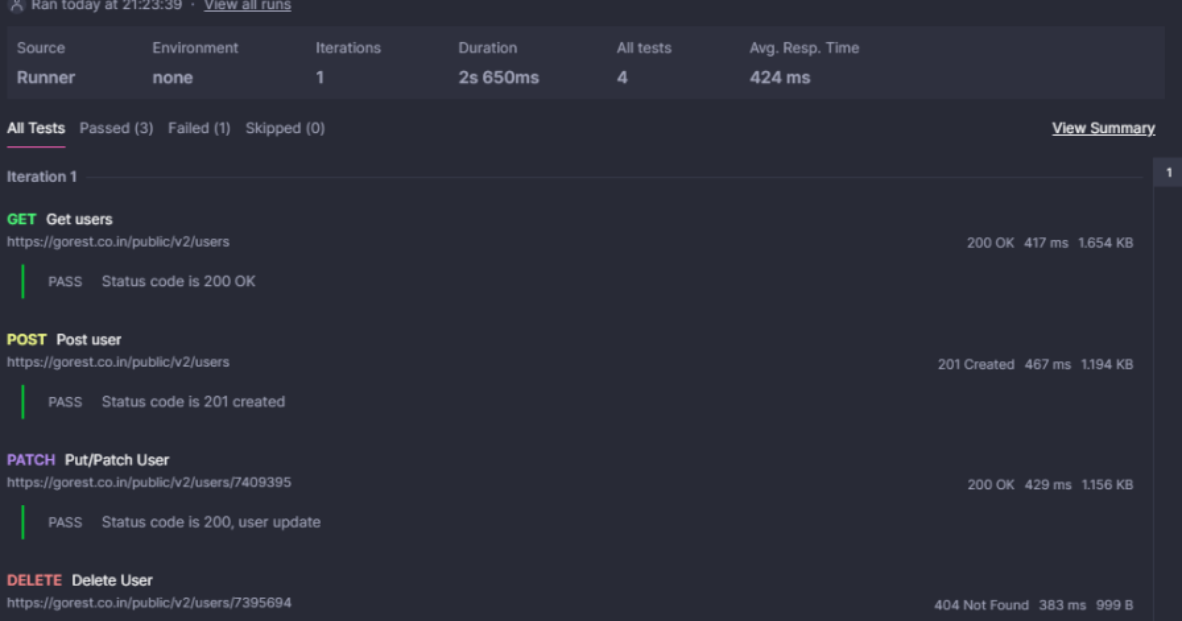 Ran today at 21:23:39 · View all runs
Source Environment Iterations Duration All tests Avg. Resp. Time
Runner none 1 2s 650ms 4 424 ms
All Tests Passed (3) Failed (1) Skipped (0) View Summary
Iteration 1 1
GET Get users
https://gorest.co.in/public/v2/users 200 OK 417 ms 1.654 KB
PASS Status code is 200 OK
POST Post user
https://gorest.co.in/public/v2/users 201 Created 467 ms 1.194 KB
PASS Status code is 201 created
PATCH Put/Patch User
https://gorest.co.in/public/v2/users/7409395 200 OK 429 ms 1.156 KB
PASS Status code is 200, user update
DELETE Delete User
https://gorest.co.in/public/v2/users/7395694 404 Not Found 383 ms 999 B